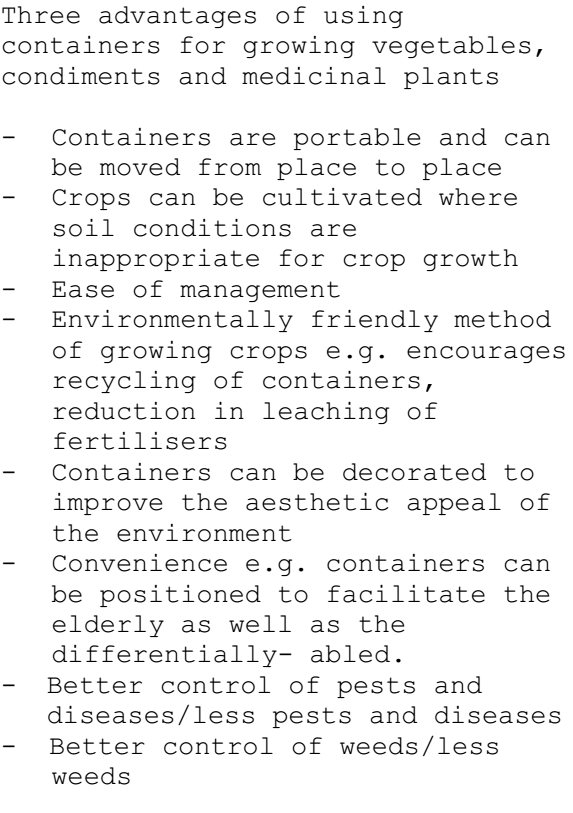 Three advantages of using
containers for growing vegetables,
condiments and medicinal plants
- Containers are portable and can
be moved from place to place
- Crops can be cultivated where
soil conditions are
inappropriate for crop growth
- Ease of management
- Environmentally friendly method
of growing crops e.g. encourages
recycling of containers,
reduction in leaching of
fertilisers
- Containers can be decorated to
improve the aesthetic appeal of
the environment
- Convenience e.g. containers can
be positioned to facilitate the
elderly as well as the
differentially- abled.
- Better control of pests and
diseases/less pests and diseases
- Better control of weeds/less
weeds